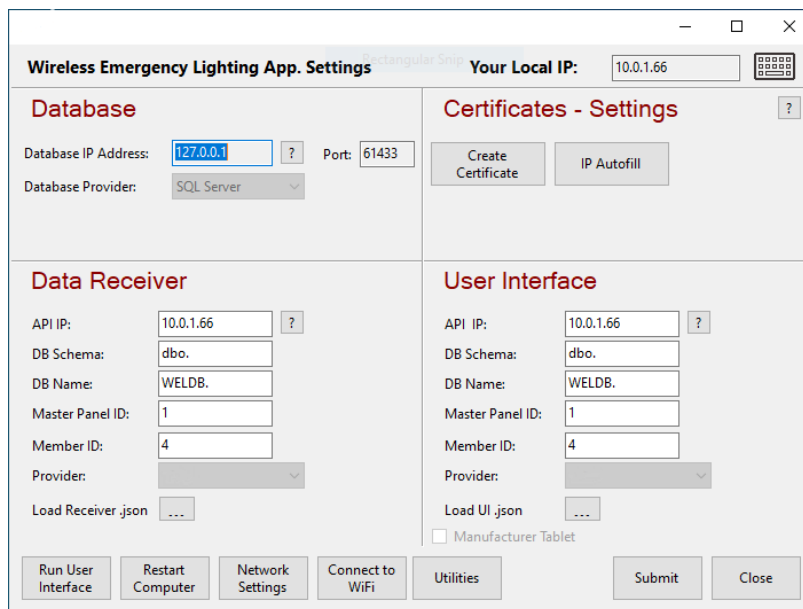 Rectangular Snip
Wireless Emergency Lighting App. Settings Your Local IP: 10.0.1.66
Database
Database IP Address: 127.0.0.1 ? Port: 61433
Database Provider: SQL Server
Certificates - Settings ?
Create
Certificate
IP Autofill
Data Receiver
API IP: 10.0.1.66 ?
DB Schema: dbo.
DB Name: WELDB.
Master Panel ID: 1
Member ID: 4
Provider:
Load Receiver .json ...
User Interface
API IP: 10.0.1.66 ?
DB Schema: dbo.
DB Name: WELDB.
Master Panel ID: 1
Member ID: 4
Provider:
Load UI .json ...
Manufacturer Tablet
Run User
Interface
Restart
Computer
Network
Settings
Connect to
WiFi
Utilities
Submit
Close